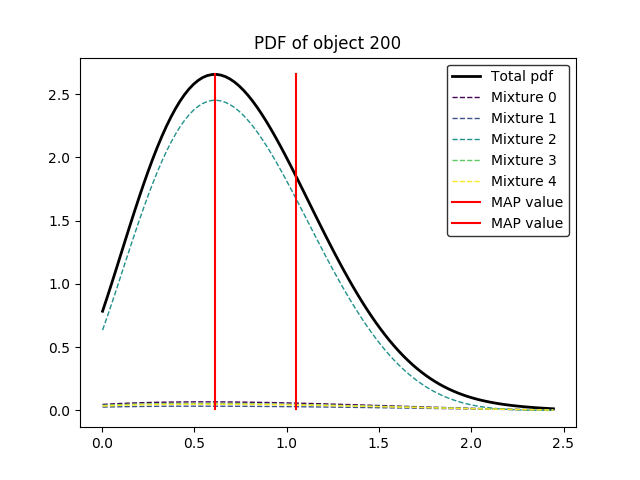 PDF of object 200
Total pdf
Mixture 0
Mixture 1
Mixture 2
Mixture 3
Mixture 4
MAP value
MAP value
2.5
2.0
1.5
1.0
0.5
0.0
0.0 0.5 1.0 1.5 2.0 2.5